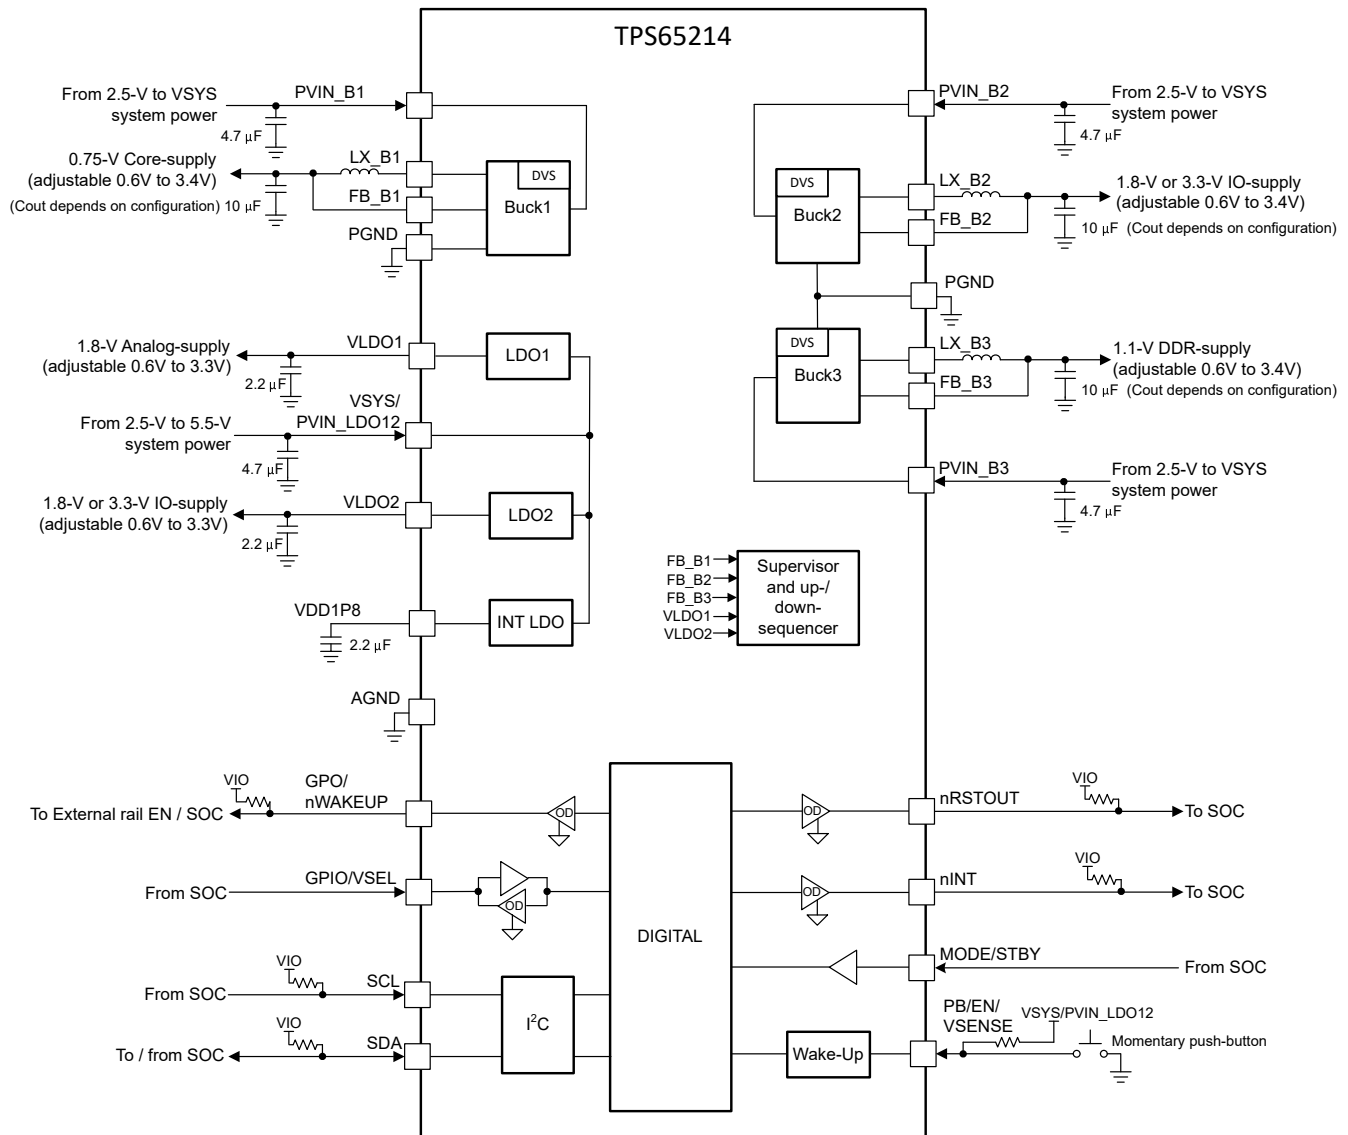 TPS65214
From 2.5-V to VSYS
system power
PVIN_B1
4.7 μF
0.75-V Core-supply
(adjustable 0.6V to 3.4V)
(Cout depends on configuration) 10 μF
LX_B1
FB_B1
PGND
DVS
Buck1
PVIN_B2
From 2.5-V to VSYS
system power
4.7 μF
DVS
Buck2
LX_B2
FB_B2
1.8-V or 3.3-V IO-supply
(adjustable 0.6V to 3.4V)
10 μF (Cout depends on configuration)
PGND
DVS
Buck3
LX_B3
FB_B3
1.1-V DDR-supply
(adjustable 0.6V to 3.4V)
10 μF (Cout depends on configuration)
PVIN_B3
From 2.5-V to VSYS
system power
4.7 μF
1.8-V Analog-supply
(adjustable 0.6V to 3.3V)
VLDO1
2.2 μF
LDO1
From 2.5-V to 5.5-V
system power
VSYS/
PVIN_LDO12
4.7 μF
1.8-V or 3.3-V IO-supply
(adjustable 0.6V to 3.3V)
VLDO2
2.2 μF
LDO2
VDD1P8
2.2 μF
INT LDO
FB_B1
FB_B2
FB_B3
VLDO1
VLDO2
Supervisor
and up-/
down-
sequencer
AGND
VIO
GPO/
nWAKEUP
To External rail EN / SOC
OD
GPIO/VSEL
From SOC
OD
DIGITAL
VIO
SCL
From SOC
VIO
SDA
To / from SOC
I2C
OD
nRSTOUT
VIO
To SOC
OD
nINT
VIO
To SOC
MODE/STBY
From SOC
Wake-Up
PB/EN/
VSENSE
VSYS/PVIN_LDO12
Momentary push-button